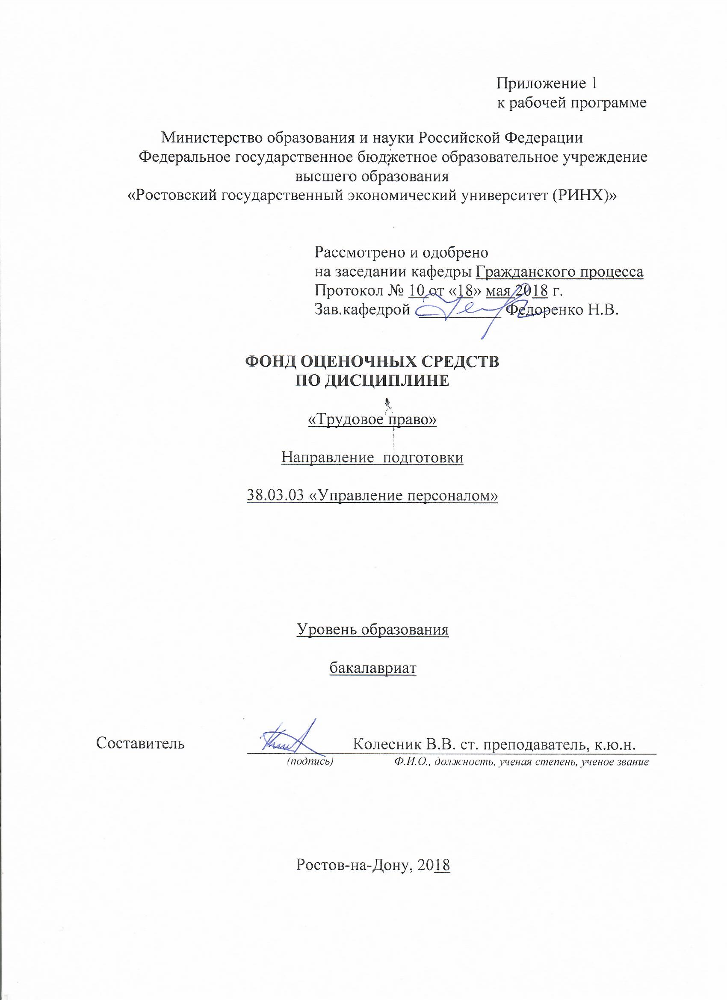 Приложение 1
к рабочей программе
Министерство образования и науки Российской Федерации
Федеральное государственное бюджетное образовательное учреждение
высшего образования
«Ростовский государственный экономический университет (РИНХ)»
Рассмотрено и одобрено
на заседании кафедры Гражданского процесса
Протокол № 10 от «18» мая 2018 г.
Зав.кафедрой __________ Федоренко Н.В.
ФОНД ОЦЕНОЧНЫХ СРЕДСТВ
ПО ДИСЦИПЛИНЕ
«Трудовое право»
Направление подготовки
38.03.03 «Управление персоналом»
Уровень образования
бакалавриат
Составитель Колесник В.В. ст. преподаватель, к.ю.н.
(подпись) Ф.И.О., должность, ученая степень, ученое звание
Ростов-на-Дону, 2018